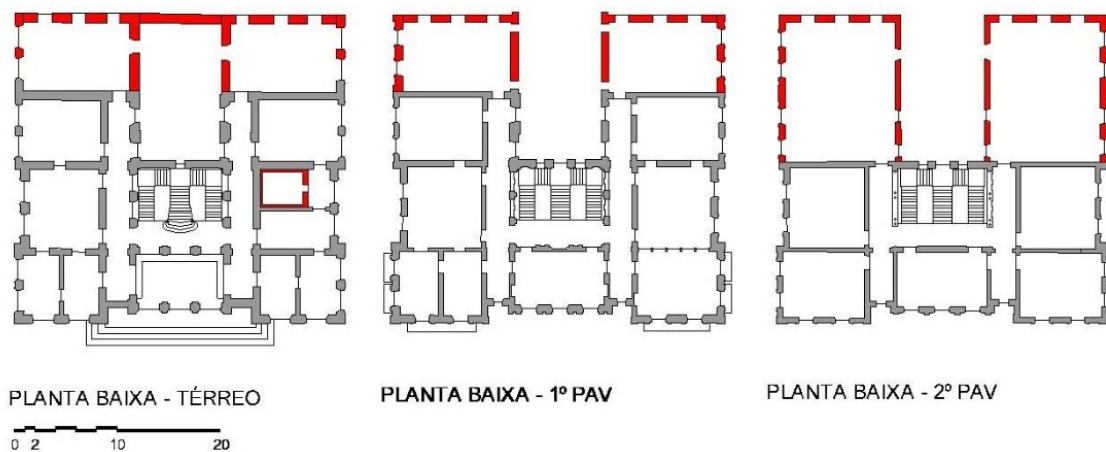 PLANTA BAIXA - TÉRREO
PLANTA BAIXA - 1º PAV
PLANTA BAIXA - 2º PAV
0 2 10 20